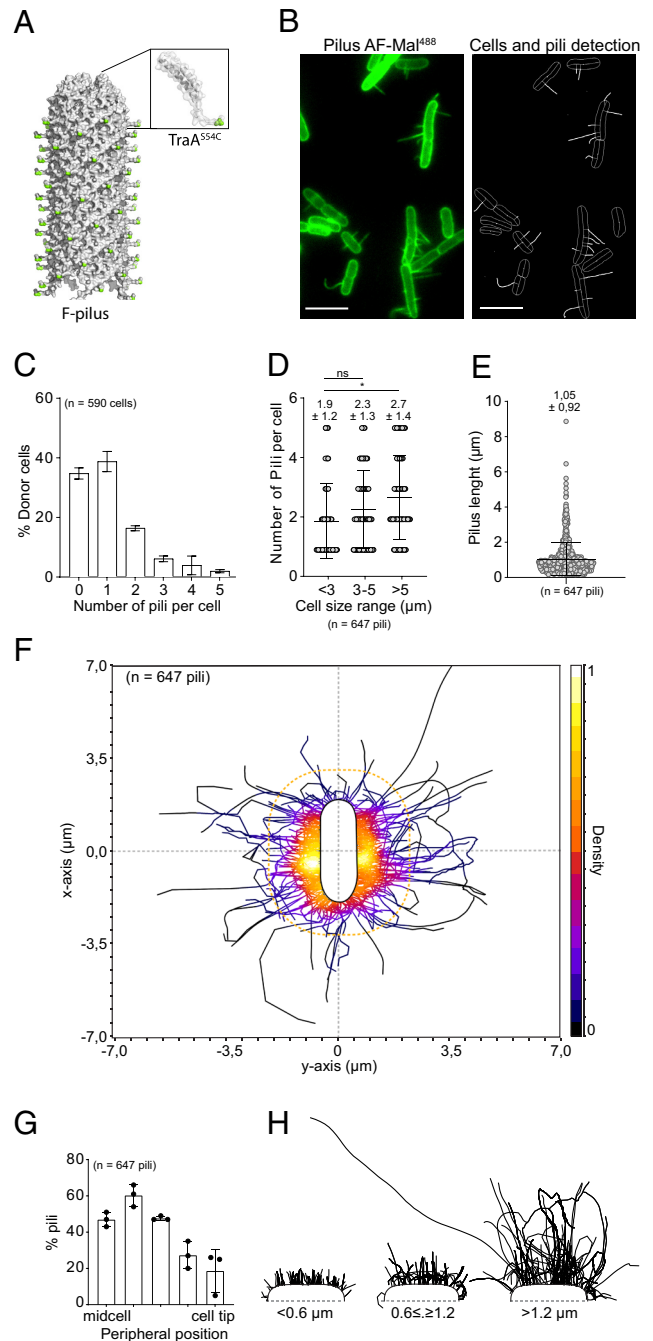 A
TraA^S54C
F-pilus
B
Pilus AF-Mal^488
Cells and pili detection
C
60
40
20
0
% Donor cells
(n = 590 cells)
0 1 2 3 4 5
Number of pili per cell
D
ns
*
1.9 ± 1.2
2.3 ± 1.3
2.7 ± 1.4
6
4
2
0
Number of Pili per cell
<3 3-5 >5
Cell size range (µm)
(n = 647 pili)
E
1,05
± 0,92
10
8
6
4
2
0
Pilus lenght (µm)
(n = 647 pili)
F
(n = 647 pili)
7,0
3,5
0,0
-3,5
-7,0
x-axis (µm)
-7,0 -3,5 0 3,5 7,0
y-axis (µm)
1
0
Density
G
80
60
40
20
0
% pili
(n = 647 pili)
midcell cell tip
Peripheral position
H
<0.6 µm
0.6≤.≥1.2
>1.2 µm